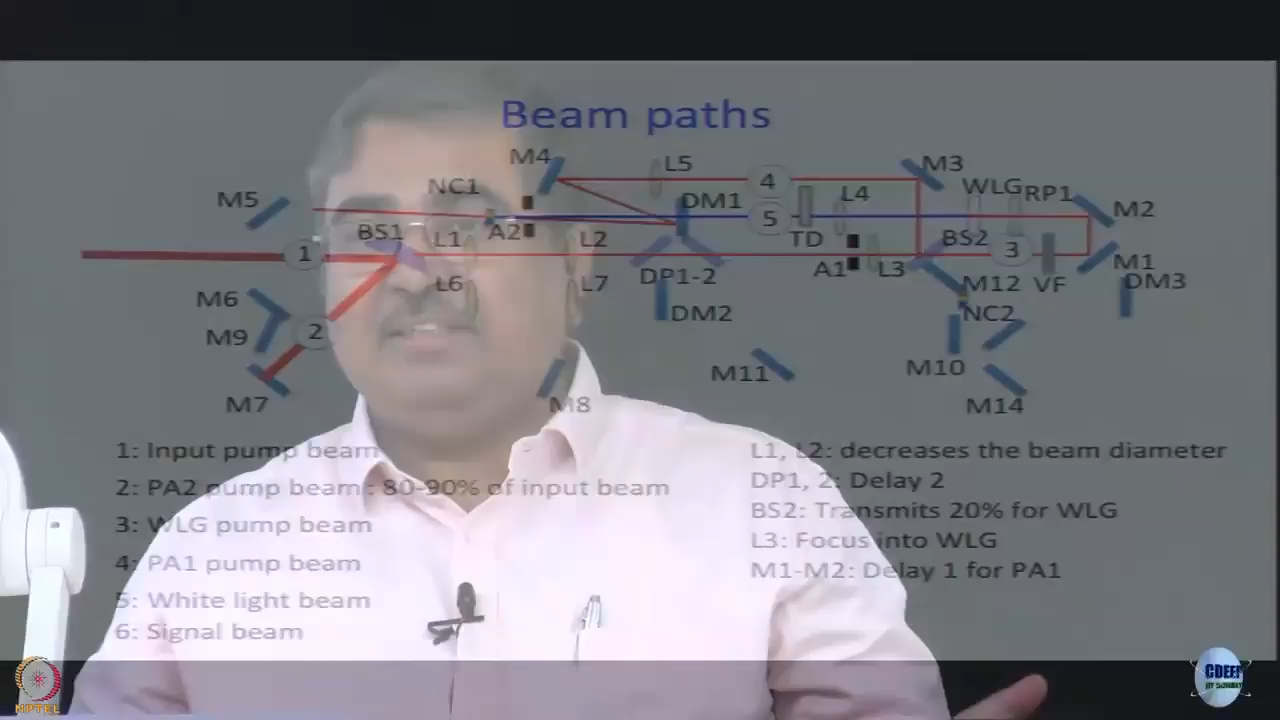 Beam paths
M4
L5
4
M3
NC1
M5
DM1
L4
WLG
RP1
M2
5
BS1
L1
A2
L2
TD
BS2
3
1
A1
L3
M1
L6
L7
DP1-2
M12
VF
DM3
M6
M9
2
DM2
NC2
M10
M11
M7
M8
M14
1: Input pump beam
2: PA2 pump beam : 80-90% of input beam
3: WLG pump beam
4: PA1 pump beam
5: White light beam
6: Signal beam
L1, L2: decreases the beam diameter
DP1, 2: Delay 2
BS2: Transmits 20% for WLG
L3: Focus into WLG
M1-M2: Delay 1 for PA1
NPTEL
CDEEP
IIT BOMBAY